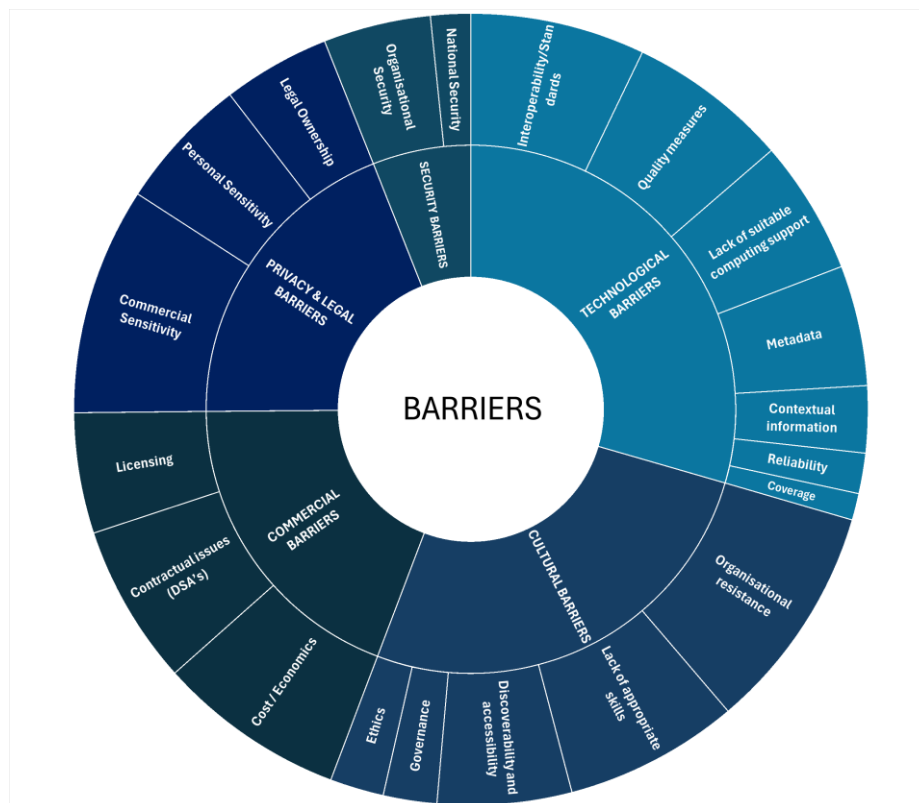 BARRIERS
TECHNOLOGICAL
BARRIERS
Interoperability/Stan
dards
Quality measures
Lack of suitable
computing support
Metadata
Contextual
information
Reliability
Coverage
CULTURAL BARRIERS
Organisational
resistance
Lack of appropriate
skills
Discoverability and
accessibility
Governance
Ethics
COMMERCIAL
BARRIERS
Cost / Economics
Contractual issues
(DSA's)
Licensing
PRIVACY & LEGAL
BARRIERS
Commercial
Sensitivity
Personal Sensitivity
Legal Ownership
SECURITY BARRIERS
Organisational
Security
National Security